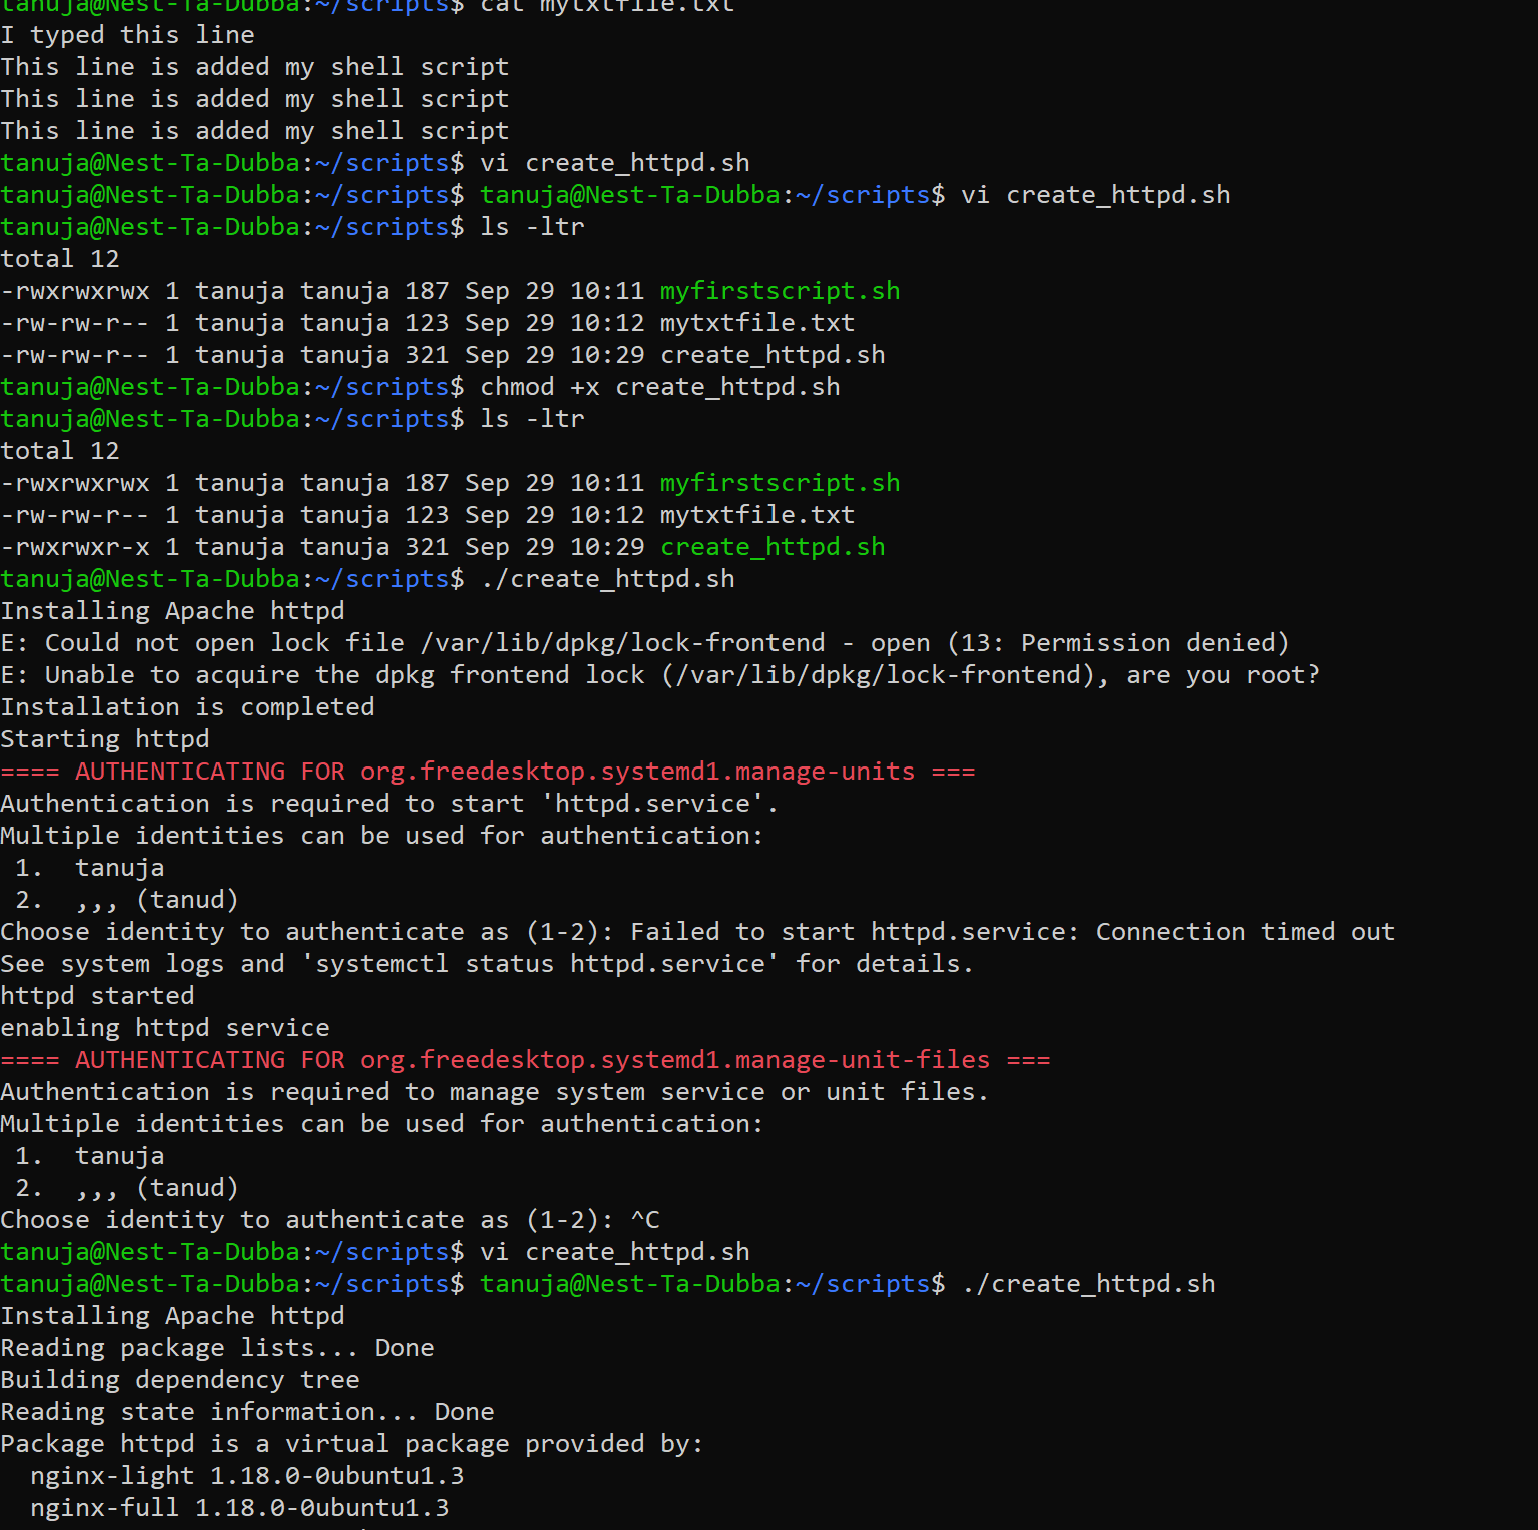 tanuja@Nest-Ta-Dubba:~/scripts$ cat mytxtfile.txt
I typed this line
This line is added my shell script
This line is added my shell script
This line is added my shell script
tanuja@Nest-Ta-Dubba:~/scripts$ vi create_httpd.sh
tanuja@Nest-Ta-Dubba:~/scripts$ tanuja@Nest-Ta-Dubba:~/scripts$ vi create_httpd.sh
tanuja@Nest-Ta-Dubba:~/scripts$ ls -ltr
total 12
-rwxrwxrwx 1 tanuja tanuja 187 Sep 29 10:11 myfirstscript.sh
-rw-rw-r-- 1 tanuja tanuja 123 Sep 29 10:12 mytxtfile.txt
-rw-rw-r-- 1 tanuja tanuja 321 Sep 29 10:29 create_httpd.sh
tanuja@Nest-Ta-Dubba:~/scripts$ chmod +x create_httpd.sh
tanuja@Nest-Ta-Dubba:~/scripts$ ls -ltr
total 12
-rwxrwxrwx 1 tanuja tanuja 187 Sep 29 10:11 myfirstscript.sh
-rw-rw-r-- 1 tanuja tanuja 123 Sep 29 10:12 mytxtfile.txt
-rwxrwxr-x 1 tanuja tanuja 321 Sep 29 10:29 create_httpd.sh
tanuja@Nest-Ta-Dubba:~/scripts$ ./create_httpd.sh
Installing Apache httpd
E: Could not open lock file /var/lib/dpkg/lock-frontend - open (13: Permission denied)
E: Unable to acquire the dpkg frontend lock (/var/lib/dpkg/lock-frontend), are you root?
Installation is completed
Starting httpd
==== AUTHENTICATING FOR org.freedesktop.systemd1.manage-units ===
Authentication is required to start 'httpd.service'.
Multiple identities can be used for authentication:
 1.  tanuja
 2.  ,,, (tanud)
Choose identity to authenticate as (1-2): Failed to start httpd.service: Connection timed out
See system logs and 'systemctl status httpd.service' for details.
httpd started
enabling httpd service
==== AUTHENTICATING FOR org.freedesktop.systemd1.manage-unit-files ===
Authentication is required to manage system service or unit files.
Multiple identities can be used for authentication:
 1.  tanuja
 2.  ,,, (tanud)
Choose identity to authenticate as (1-2): ^C
tanuja@Nest-Ta-Dubba:~/scripts$ vi create_httpd.sh
tanuja@Nest-Ta-Dubba:~/scripts$ tanuja@Nest-Ta-Dubba:~/scripts$ ./create_httpd.sh
Installing Apache httpd
Reading package lists... Done
Building dependency tree
Reading state information... Done
Package httpd is a virtual package provided by:
  nginx-light 1.18.0-0ubuntu1.3
  nginx-full 1.18.0-0ubuntu1.3